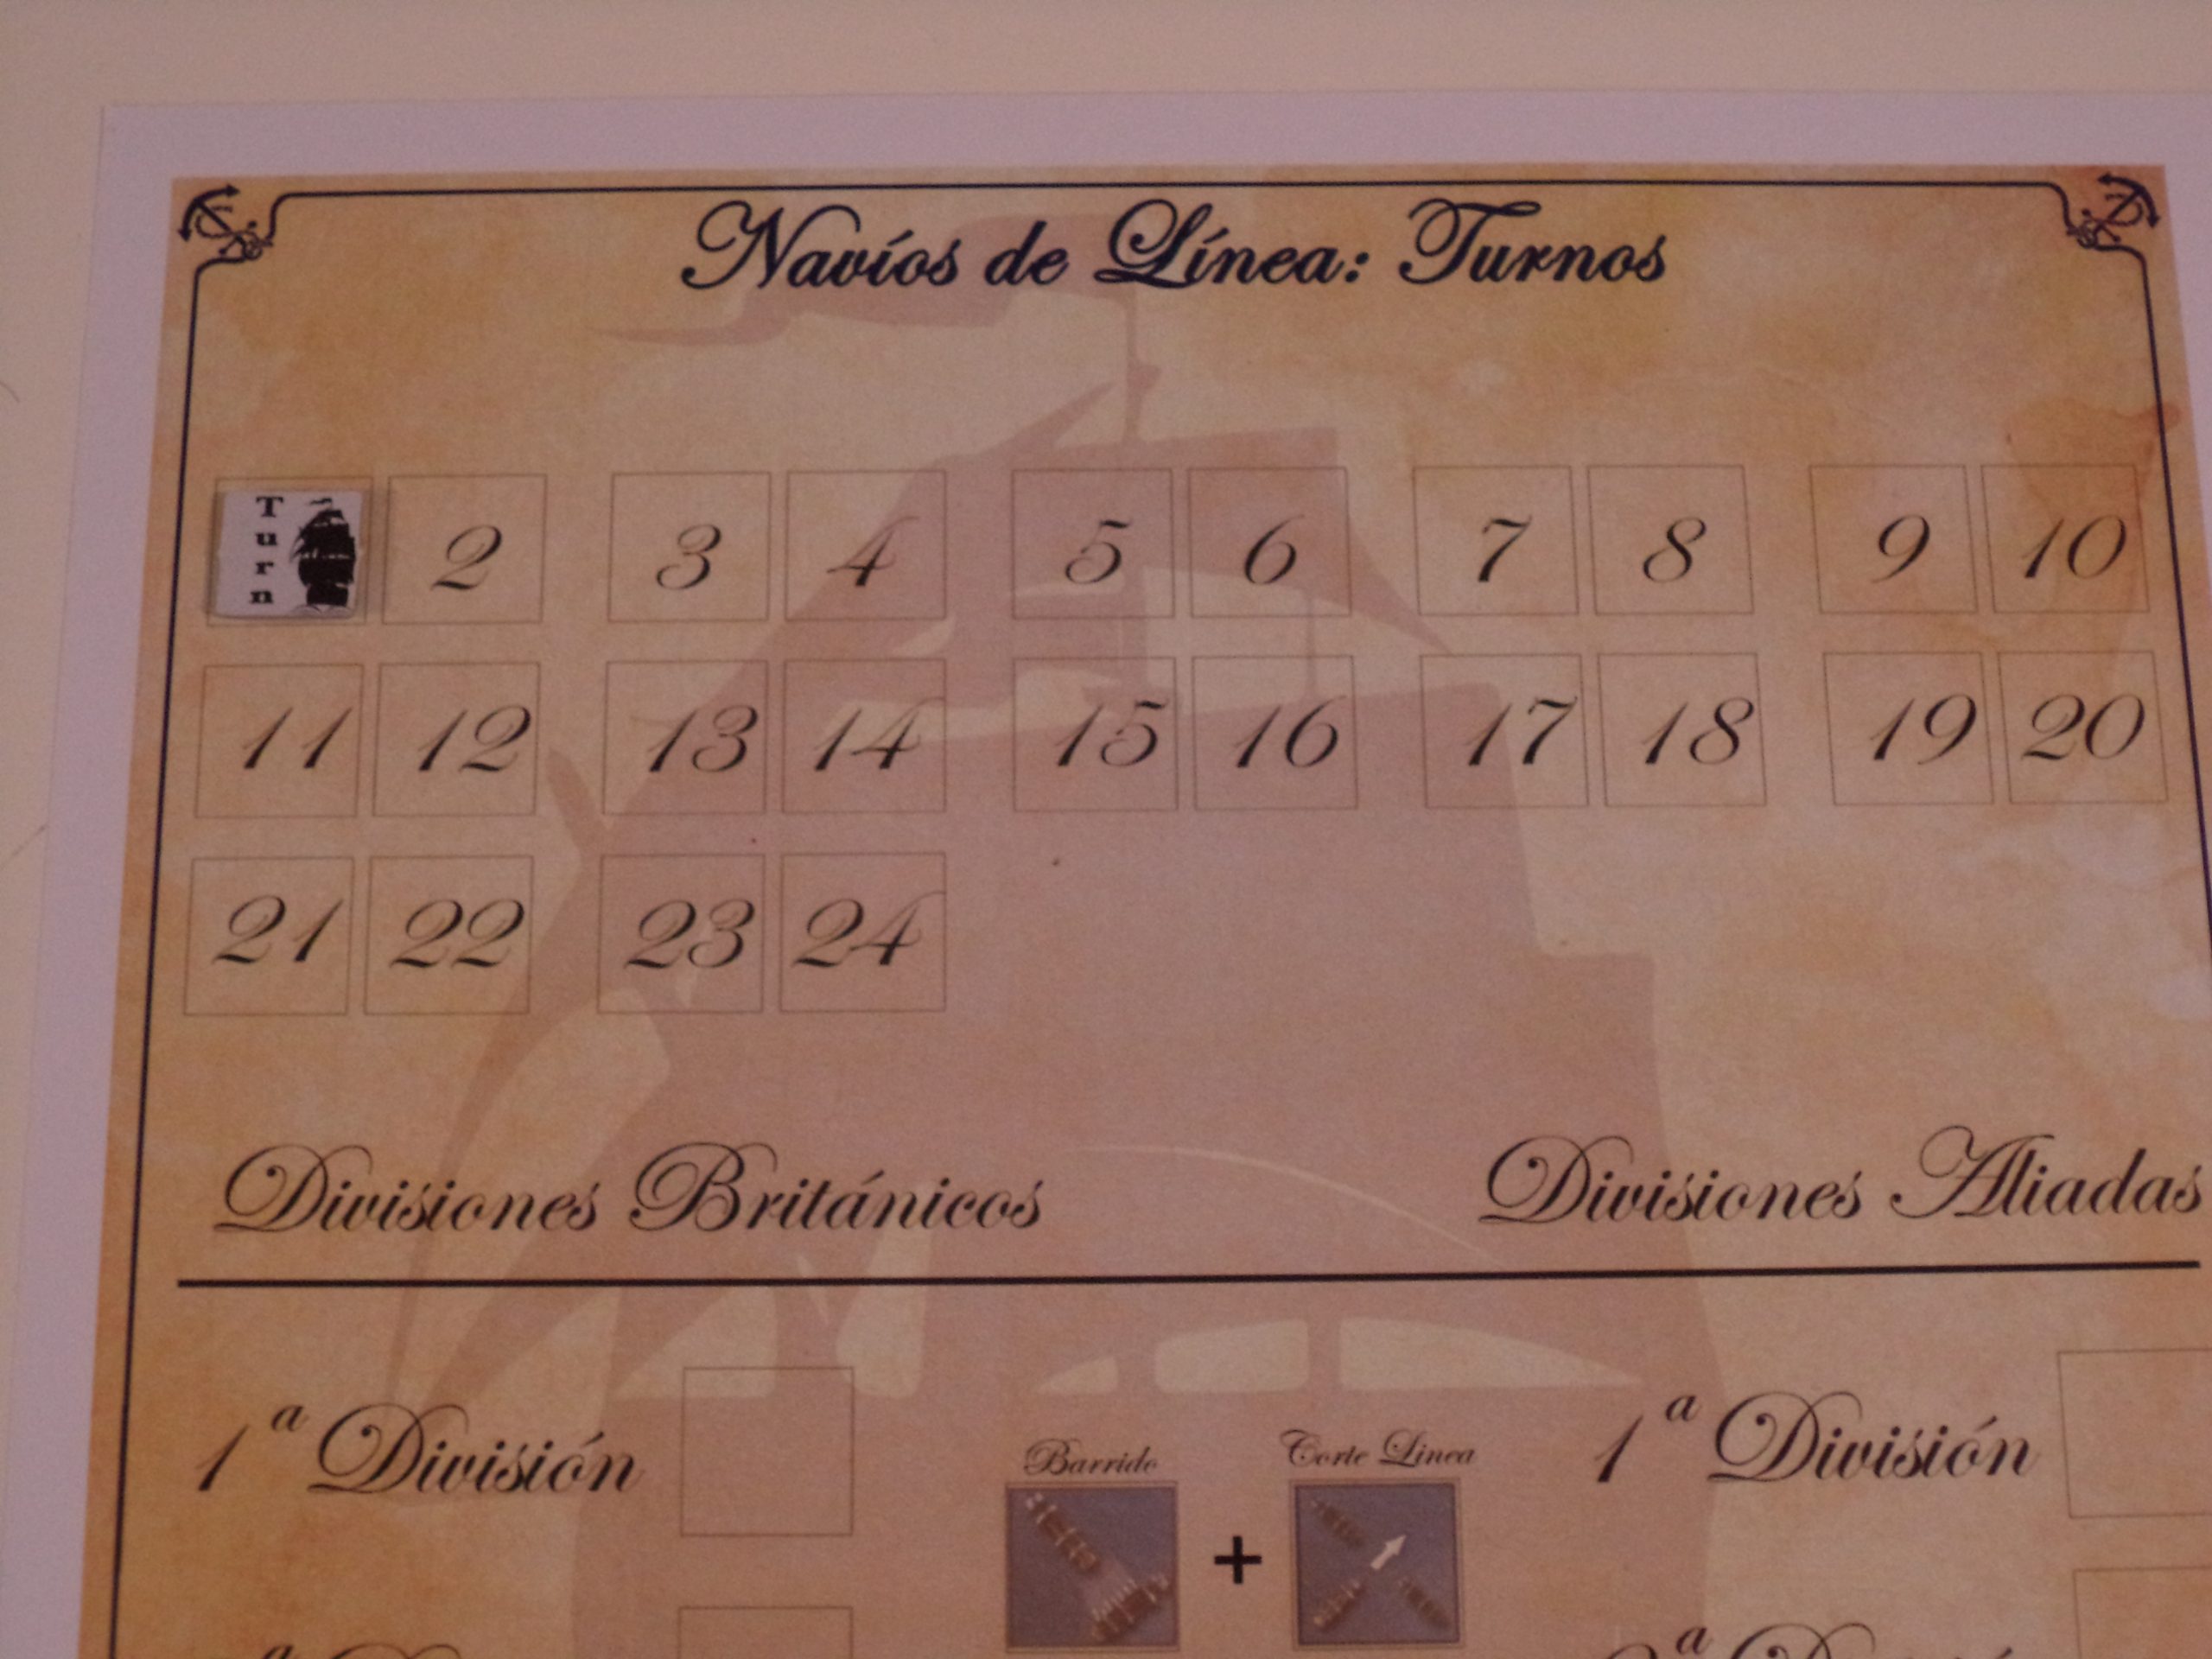 Navíos de Línea: Turnos
Turn 2 3 4 5 6 7 8 9 10
11 12 13 14 15 16 17 18 19 20
21 22 23 24
Divisiones Británicos Divisiones Aliadas
1ª División
Barrido + Corte Linea
1ª División